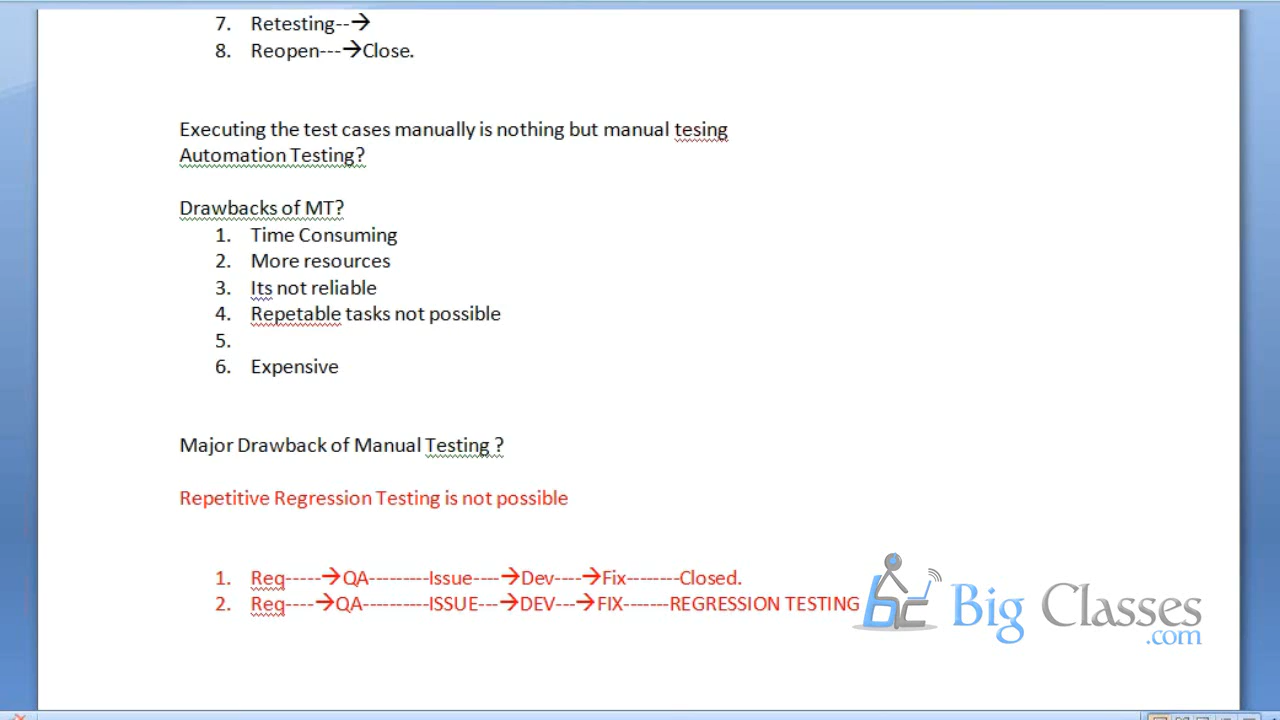 7. Retesting--→
8. Reopen---→Close.
Executing the test cases manually is nothing but manual tesing
Automation Testing?
Drawbacks of MT?
1. Time Consuming
2. More resources
3. Its not reliable
4. Repetable tasks not possible
5.
6. Expensive
Major Drawback of Manual Testing ?
Repetitive Regression Testing is not possible
1. Req-----→QA---------Issue----→Dev----→Fix--------Closed.
2. Req----→QA----------ISSUE---→DEV---→FIX-------REGRESSION TESTING
bc Big Classes
.com